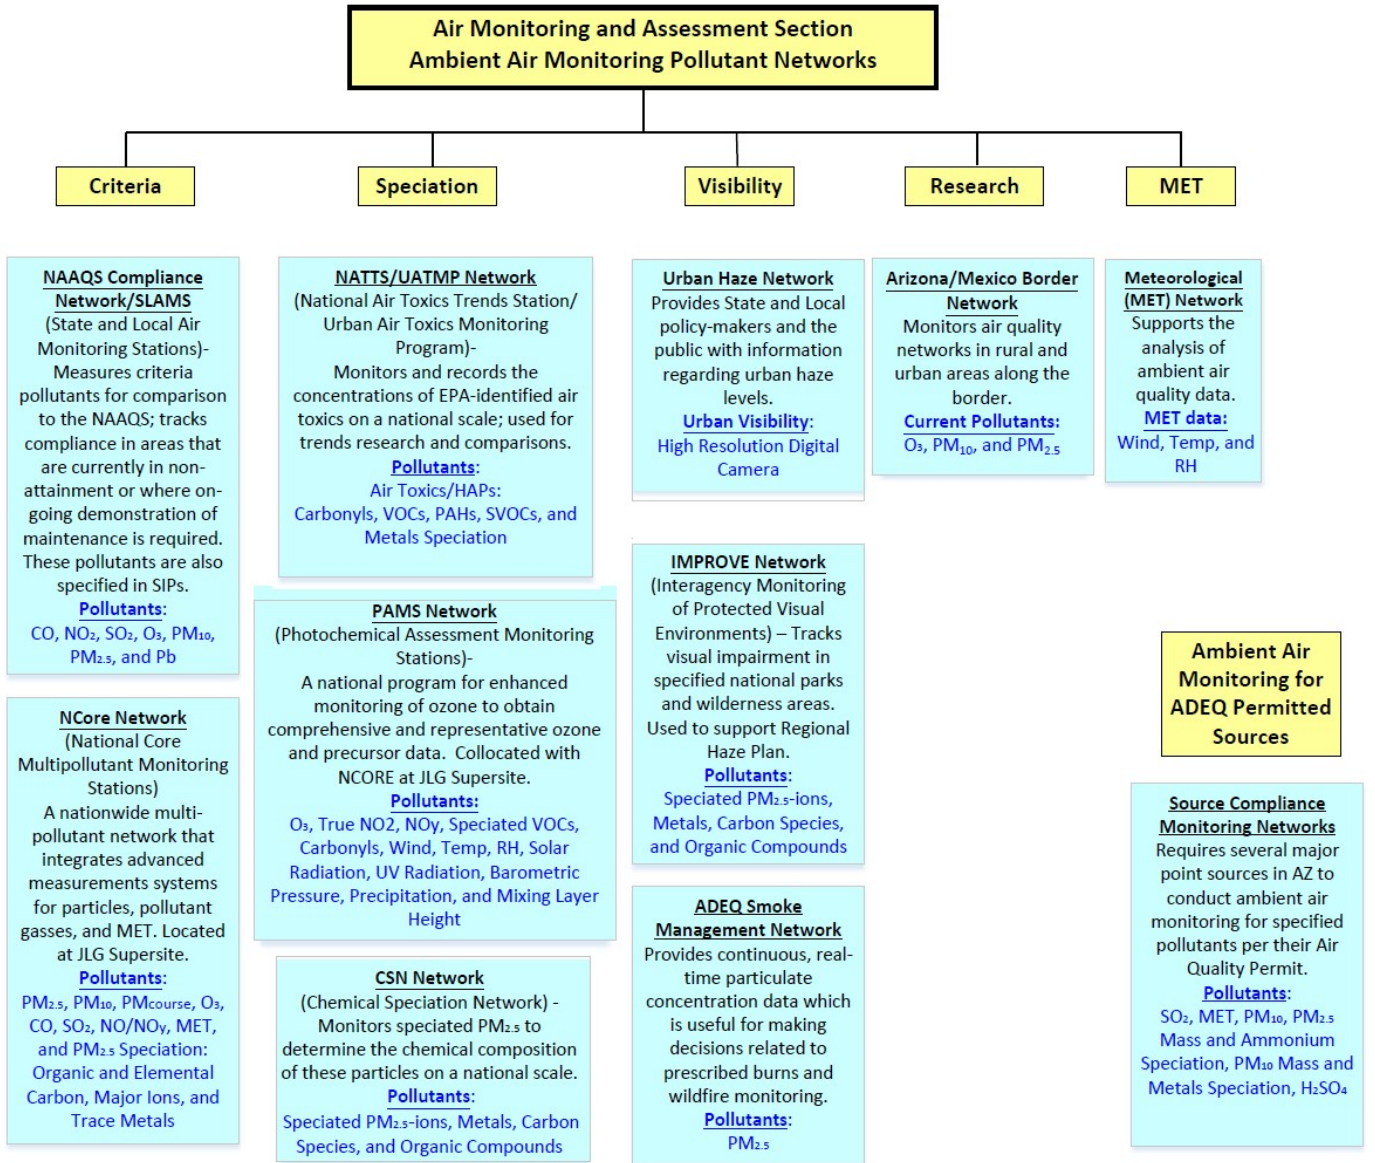 Air Monitoring and Assessment Section
Ambient Air Monitoring Pollutant Networks
Criteria
Speciation
Visibility
Research
MET
NAAQS Compliance
Network/SLAMS
(State and Local Air
Monitoring Stations)-
Measures criteria
pollutants for comparison
to the NAAQS; tracks
compliance in areas that
are currently in non-
attainment or where on-
going demonstration of
maintenance is required.
These pollutants are also
specified in SIPs.
Pollutants:
CO, NO₂, SO₂, O₃, PM₁₀,
PM₂.₅, and Pb
NCore Network
(National Core
Multipollutant Monitoring
Stations)
A nationwide multi-
pollutant network that
integrates advanced
measurements systems
for particles, pollutant
gasses, and MET. Located
at JLG Supersite.
Pollutants:
PM₂.₅, PM₁₀, PMcourse, O₃,
CO, SO₂, NO/NOy, MET,
and PM₂.₅ Speciation:
Organic and Elemental
Carbon, Major Ions, and
Trace Metals
NATTS/UATMP Network
(National Air Toxics Trends Station/
Urban Air Toxics Monitoring
Program)-
Monitors and records the
concentrations of EPA-identified air
toxics on a national scale; used for
trends research and comparisons.
Pollutants:
Air Toxics/HAPs:
Carbonyls, VOCs, PAHs, SVOCs, and
Metals Speciation
PAMS Network
(Photochemical Assessment Monitoring
Stations)-
A national program for enhanced
monitoring of ozone to obtain
comprehensive and representative ozone
and precursor data. Collocated with
NCORE at JLG Supersite.
Pollutants:
O₃, True NO2, NOy, Speciated VOCs,
Carbonyls, Wind, Temp, RH, Solar
Radiation, UV Radiation, Barometric
Pressure, Precipitation, and Mixing Layer
Height
CSN Network
(Chemical Speciation Network) -
Monitors speciated PM₂.₅ to
determine the chemical composition
of these particles on a national scale.
Pollutants:
Speciated PM₂.₅-ions, Metals, Carbon
Species, and Organic Compounds
Urban Haze Network
Provides State and Local
policy-makers and the
public with information
regarding urban haze
levels.
Urban Visibility:
High Resolution Digital
Camera
IMPROVE Network
(Interagency Monitoring
of Protected Visual
Environments) – Tracks
visual impairment in
specified national parks
and wilderness areas.
Used to support Regional
Haze Plan.
Pollutants:
Speciated PM₂.₅-ions,
Metals, Carbon Species,
and Organic Compounds
ADEQ Smoke
Management Network
Provides continuous, real-
time particulate
concentration data which
is useful for making
decisions related to
prescribed burns and
wildfire monitoring.
Pollutants:
PM₂.₅
Arizona/Mexico Border
Network
Monitors air quality
networks in rural and
urban areas along the
border.
Current Pollutants:
O₃, PM₁₀, and PM₂.₅
Meteorological
(MET) Network
Supports the
analysis of
ambient air
quality data.
MET data:
Wind, Temp, and
RH
Ambient Air
Monitoring for
ADEQ Permitted
Sources
Source Compliance
Monitoring Networks
Requires several major
point sources in AZ to
conduct ambient air
monitoring for specified
pollutants per their Air
Quality Permit.
Pollutants:
SO₂, MET, PM₁₀, PM₂.₅
Mass and Ammonium
Speciation, PM₁₀ Mass and
Metals Speciation, H₂SO₄